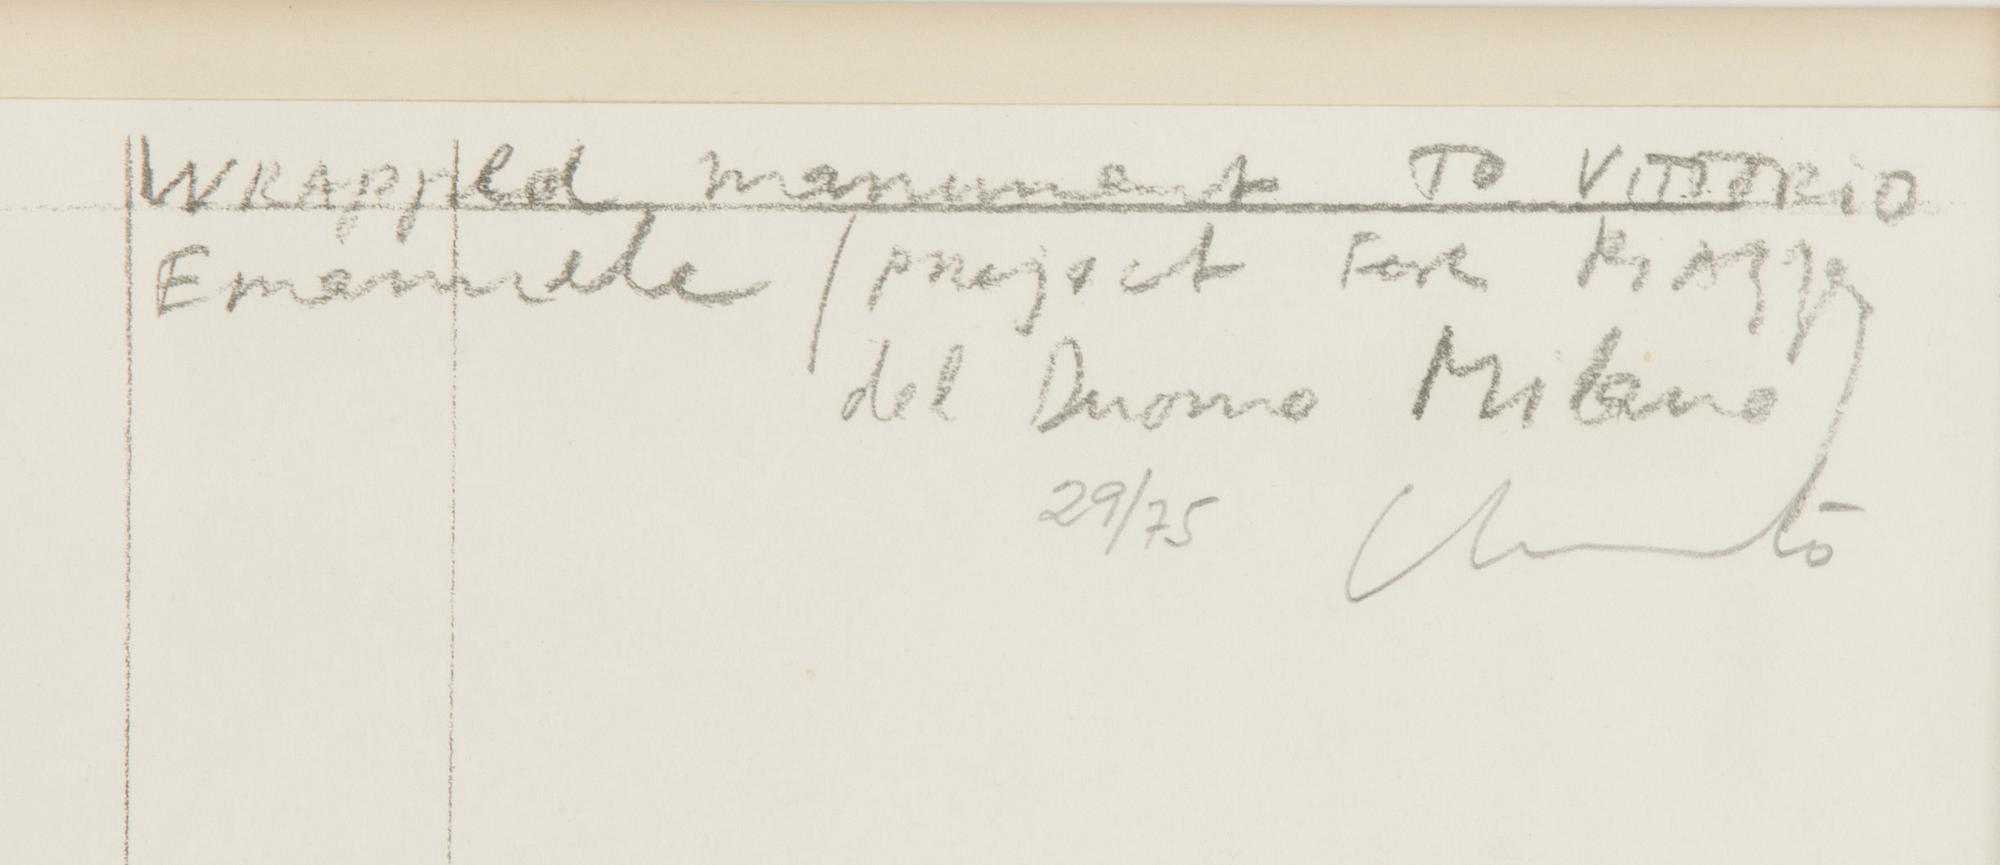 WRAPPed monument TO VITTORIO
Emanuele / project FOR PiAzza
del Duomo Milano
29/75 Christo